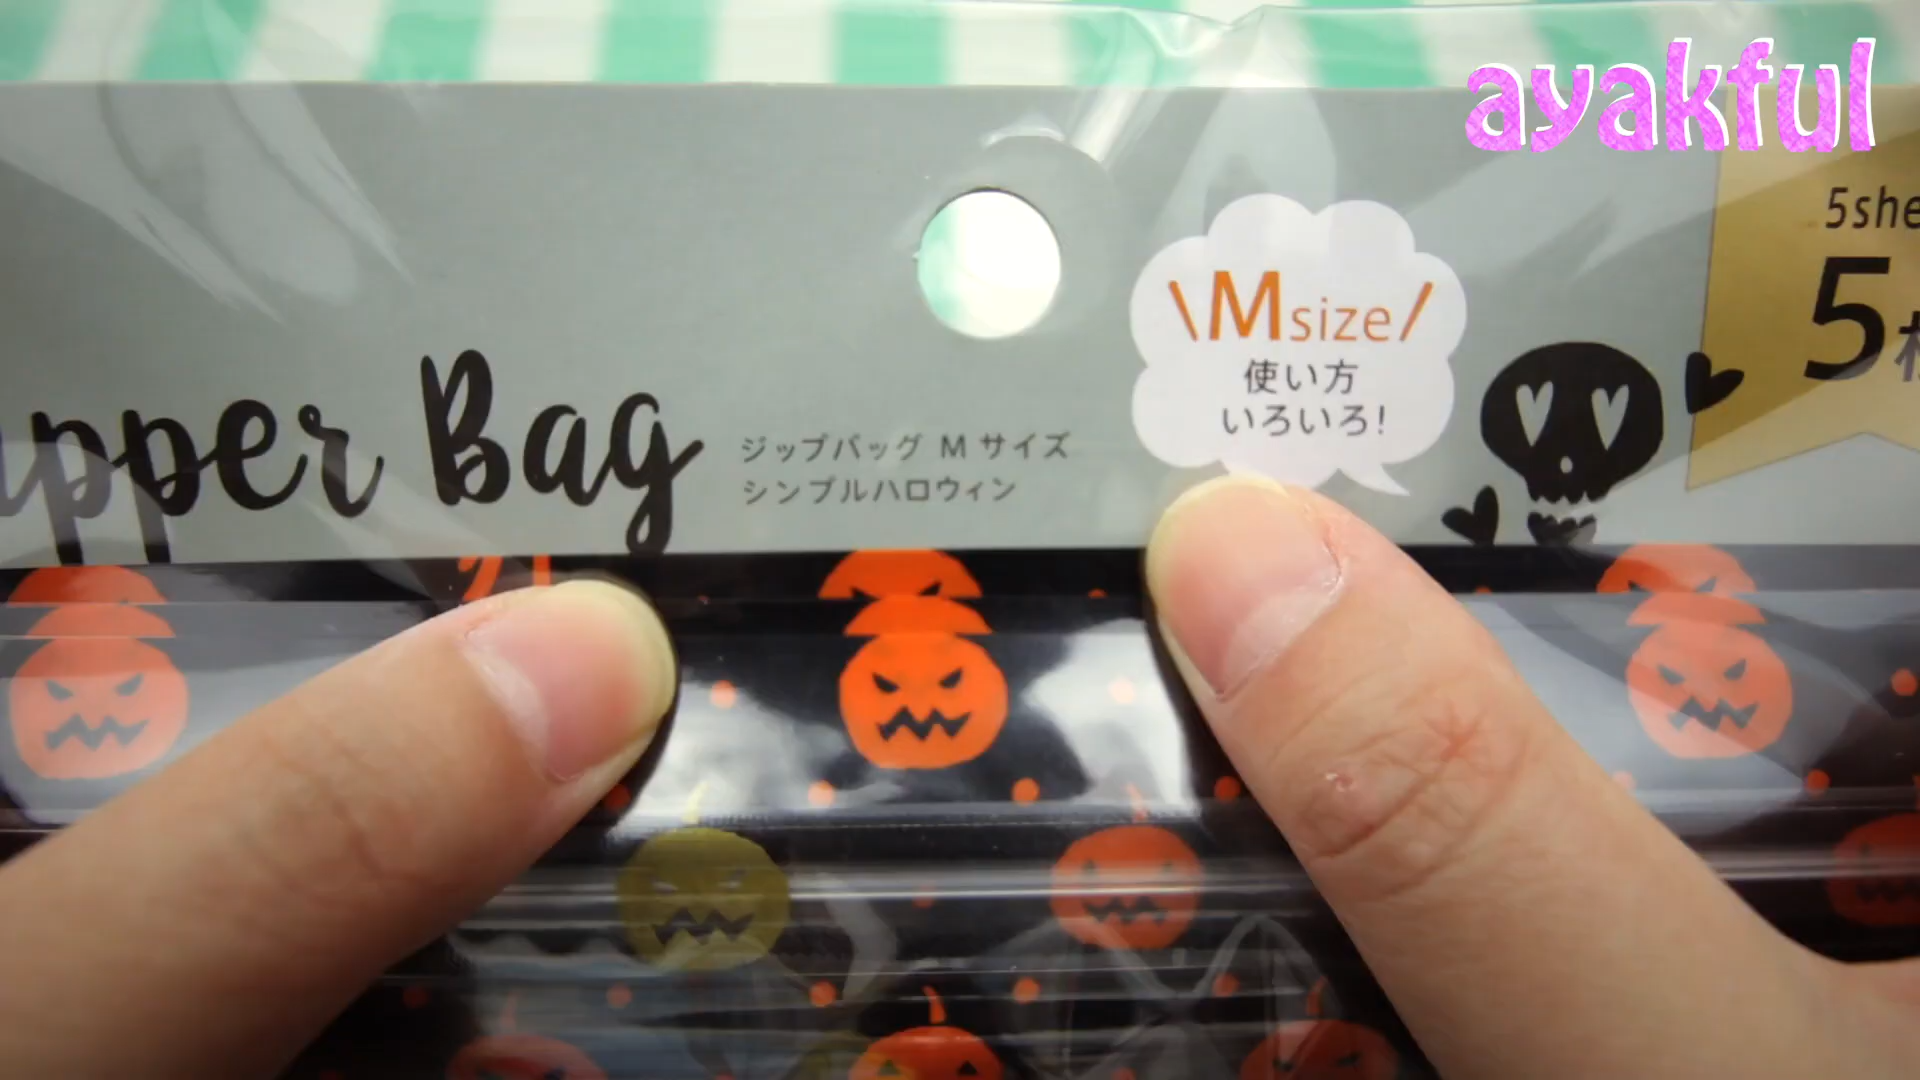 ayakful
5she
5枚
\Msize/
使い方
いろいろ!
pper Bag
ジップバッグ M サイズ
シンプルハロウィン